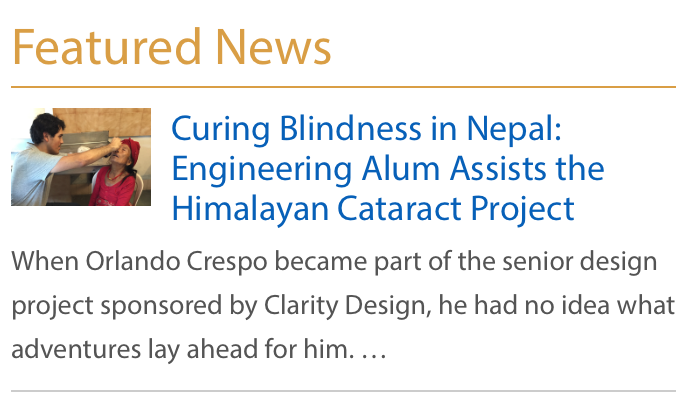 Featured News
Curing Blindness in Nepal:
Engineering Alum Assists the
Himalayan Cataract Project
When Orlando Crespo became part of the senior design
project sponsored by Clarity Design, he had no idea what
adventures lay ahead for him. …